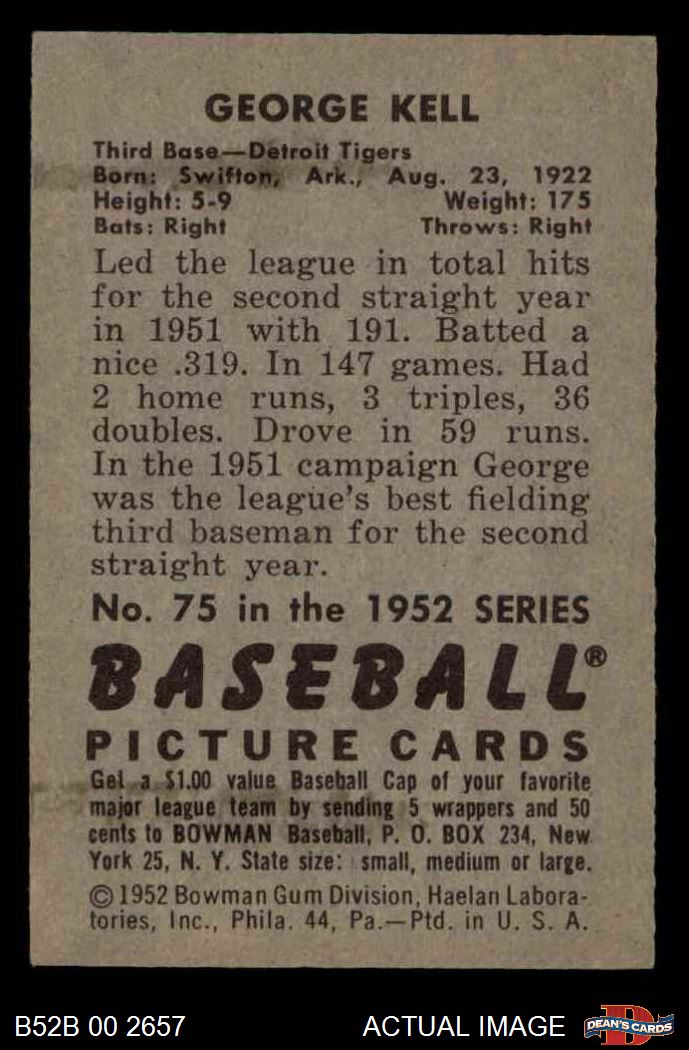 GEORGE KELL
Third Base—Detroit Tigers
Born: Swifton, Ark., Aug. 23, 1922
Height: 5-9 Weight: 175
Bats: Right Throws: Right
Led the league in total hits
for the second straight year
in 1951 with 191. Batted a
nice .319. In 147 games. Had
2 home runs, 3 triples, 36
doubles. Drove in 59 runs.
In the 1951 campaign George
was the league's best fielding
third baseman for the second
straight year.
No. 75 in the 1952 SERIES
BASEBALL®
PICTURE CARDS
Get a $1.00 value Baseball Cap of your favorite
major league team by sending 5 wrappers and 50
cents to BOWMAN Baseball, P. O. BOX 234, New
York 25, N. Y. State size: small, medium or large.
© 1952 Bowman Gum Division, Haelan Labora-
tories, Inc., Phila. 44, Pa.—Ptd. in U. S. A.
B52B 00 2657 ACTUAL IMAGE D DEAN'S CARDS